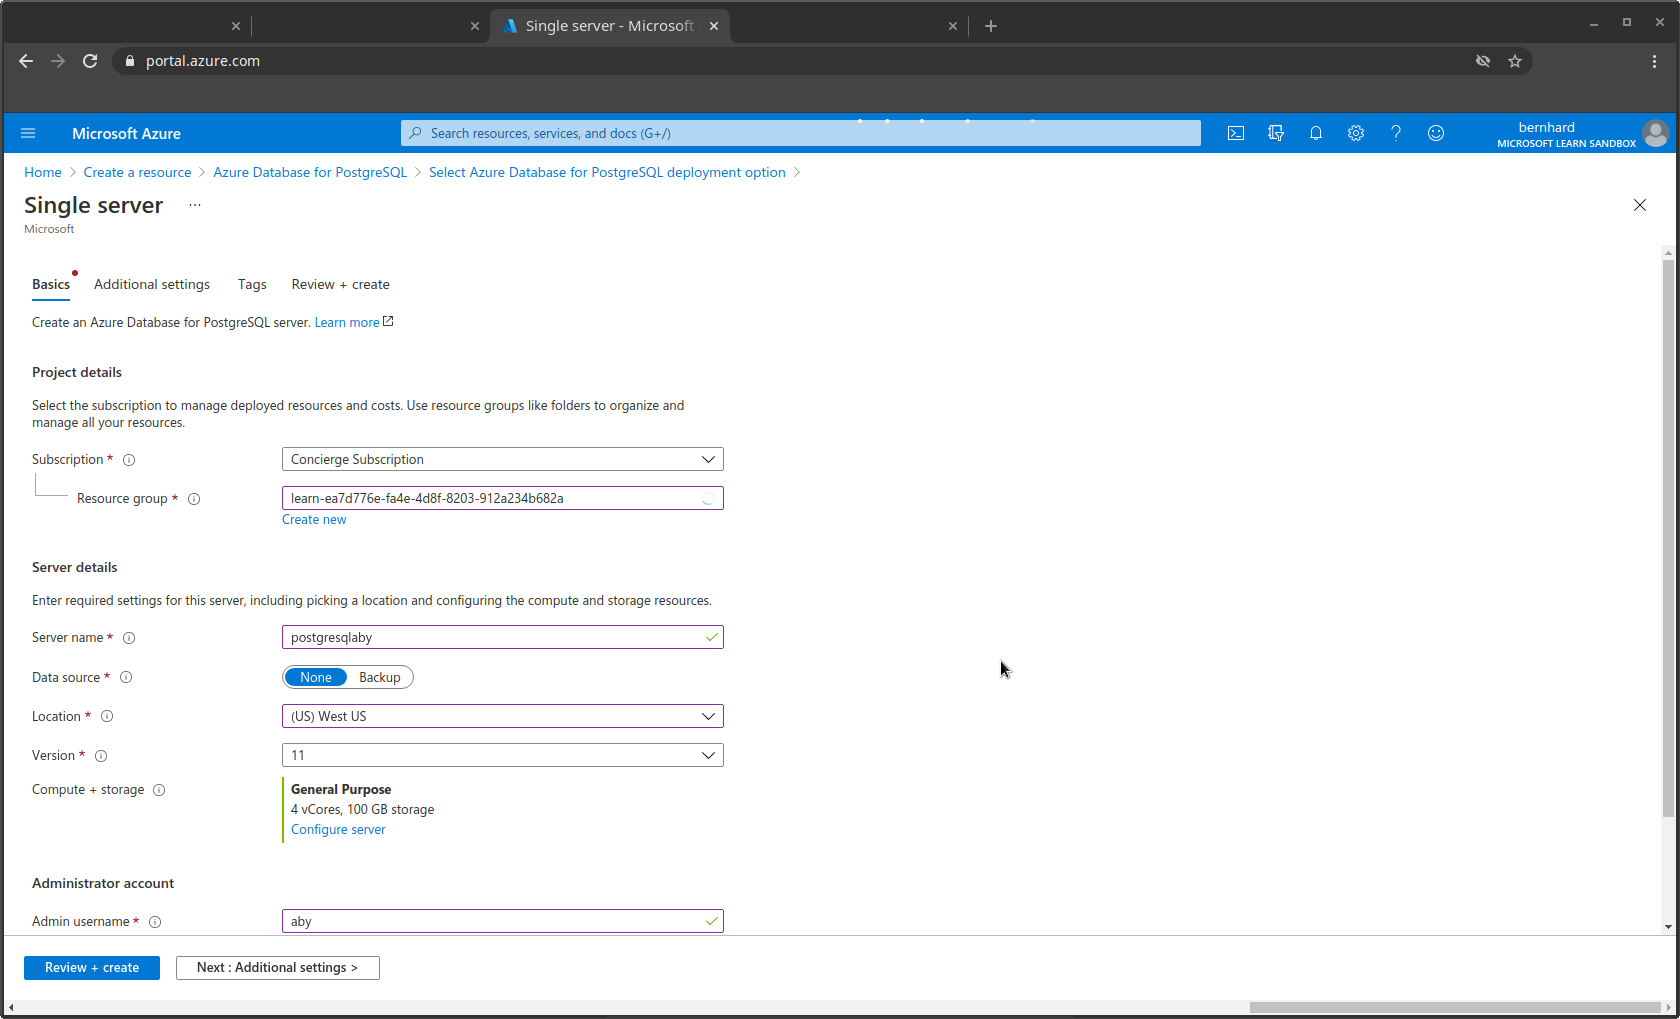 Single server - Microsoft
portal.azure.com
Microsoft Azure
Search resources, services, and docs (G+/)
bernhard
MICROSOFT LEARN SANDBOX
Home > Create a resource > Azure Database for PostgreSQL > Select Azure Database for PostgreSQL deployment option >
Single server ...
Microsoft
Basics Additional settings Tags Review + create
Create an Azure Database for PostgreSQL server. Learn more
Project details
Select the subscription to manage deployed resources and costs. Use resource groups like folders to organize and
manage all your resources.
Subscription * Concierge Subscription
Resource group * learn-ea7d776e-fa4e-4d8f-8203-912a234b682a
Create new
Server details
Enter required settings for this server, including picking a location and configuring the compute and storage resources.
Server name * postgresqlaby
Data source * None Backup
Location * (US) West US
Version * 11
Compute + storage General Purpose
4 vCores, 100 GB storage
Configure server
Administrator account
Admin username * aby
Review + create Next : Additional settings >